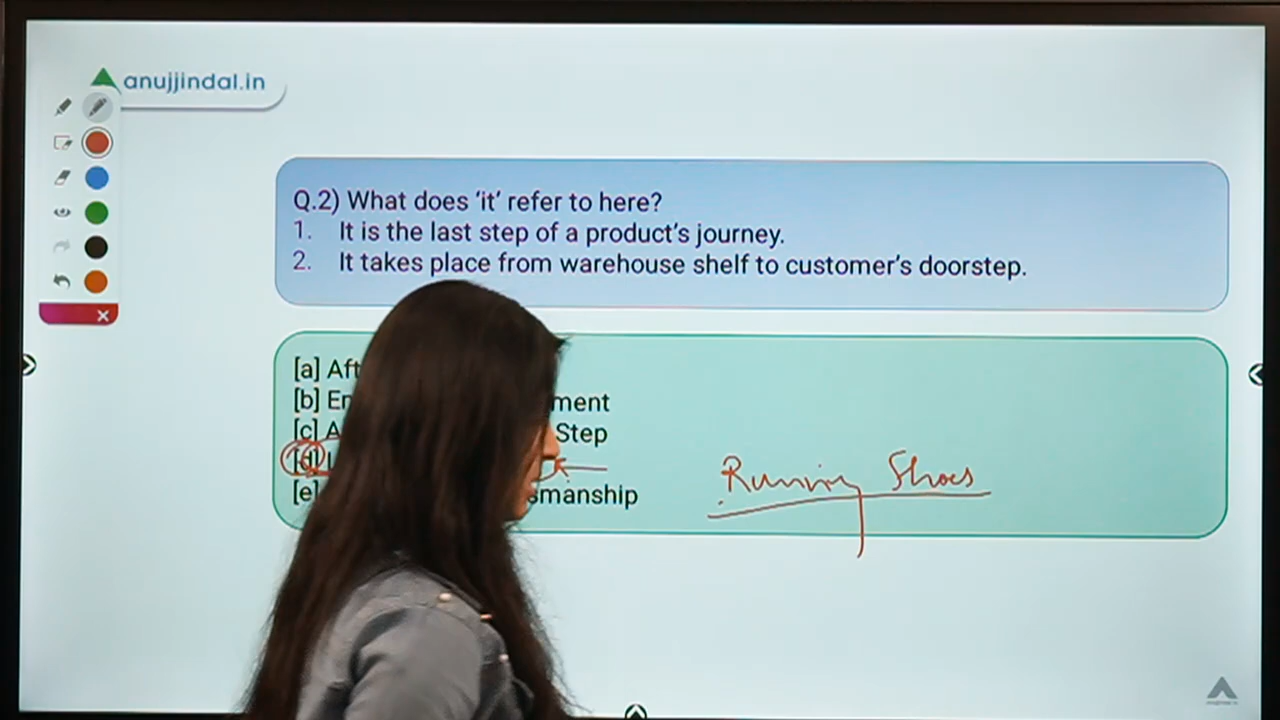 anujjindal.in
Q.2) What does ‘it’ refer to here?
1. It is the last step of a product’s journey.
2. It takes place from warehouse shelf to customer’s doorstep.
[a] Aft
[b] En ment
[c] A Step
[d] L
[e] smanship
Running Shoes